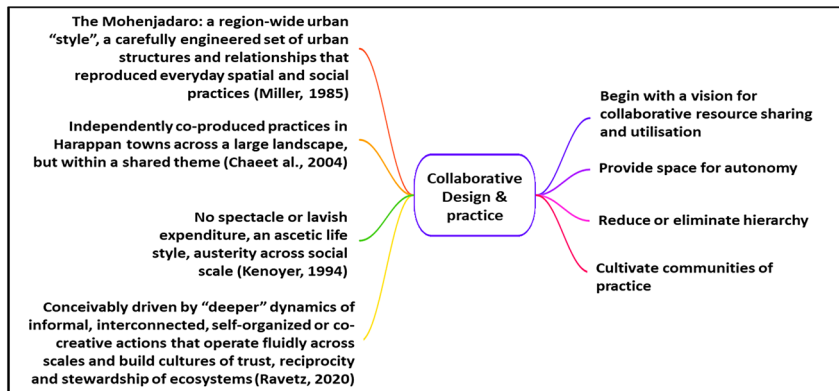 The Mohenjadaro: a region-wide urban
“style”, a carefully engineered set of urban
structures and relationships that
reproduced everyday spatial and social
practices (Miller, 1985)
Independently co-produced practices in
Harappan towns across a large landscape,
but within a shared theme (Chaeet al., 2004)
No spectacle or lavish
expenditure, an ascetic life
style, austerity across social
scale (Kenoyer, 1994)
Conceivably driven by “deeper” dynamics of
informal, interconnected, self-organized or co-
creative actions that operate fluidly across
scales and build cultures of trust, reciprocity
and stewardship of ecosystems (Ravetz, 2020)
Collaborative
Design &
practice
Begin with a vision for
collaborative resource sharing
and utilisation
Provide space for autonomy
Reduce or eliminate hierarchy
Cultivate communities of
practice